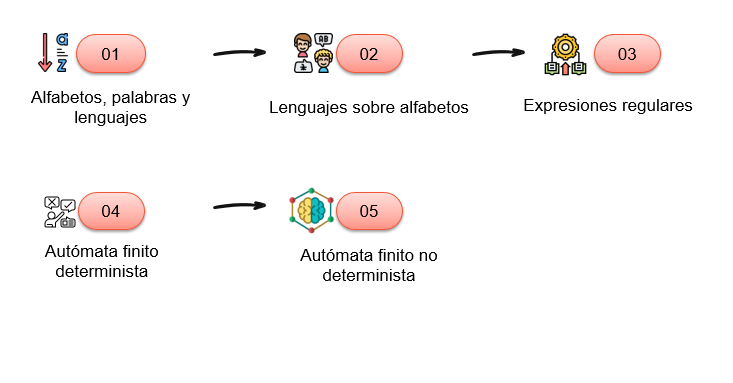 01
Alfabetos, palabras y
lenguajes
02
Lenguajes sobre alfabetos
03
Expresiones regulares
04
Autómata finito
determinista
05
Autómata finito no
determinista